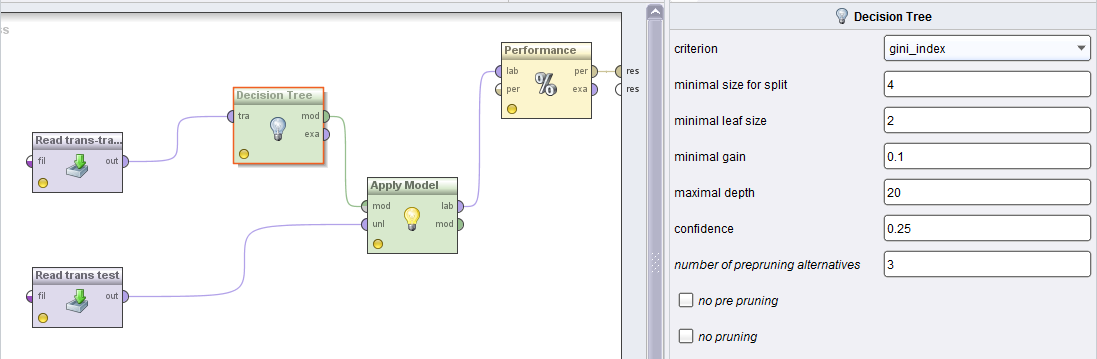 ss
Performance
lab
per
res
per
exa
res
Decision Tree
tra
mod
exa
Read trans-tra...
fil
out
Apply Model
mod
lab
unl
mod
Read trans test
fil
out
Decision Tree
criterion
gini_index
minimal size for split
4
minimal leaf size
2
minimal gain
0.1
maximal depth
20
confidence
0.25
number of prepruning alternatives
3
no pre pruning
no pruning